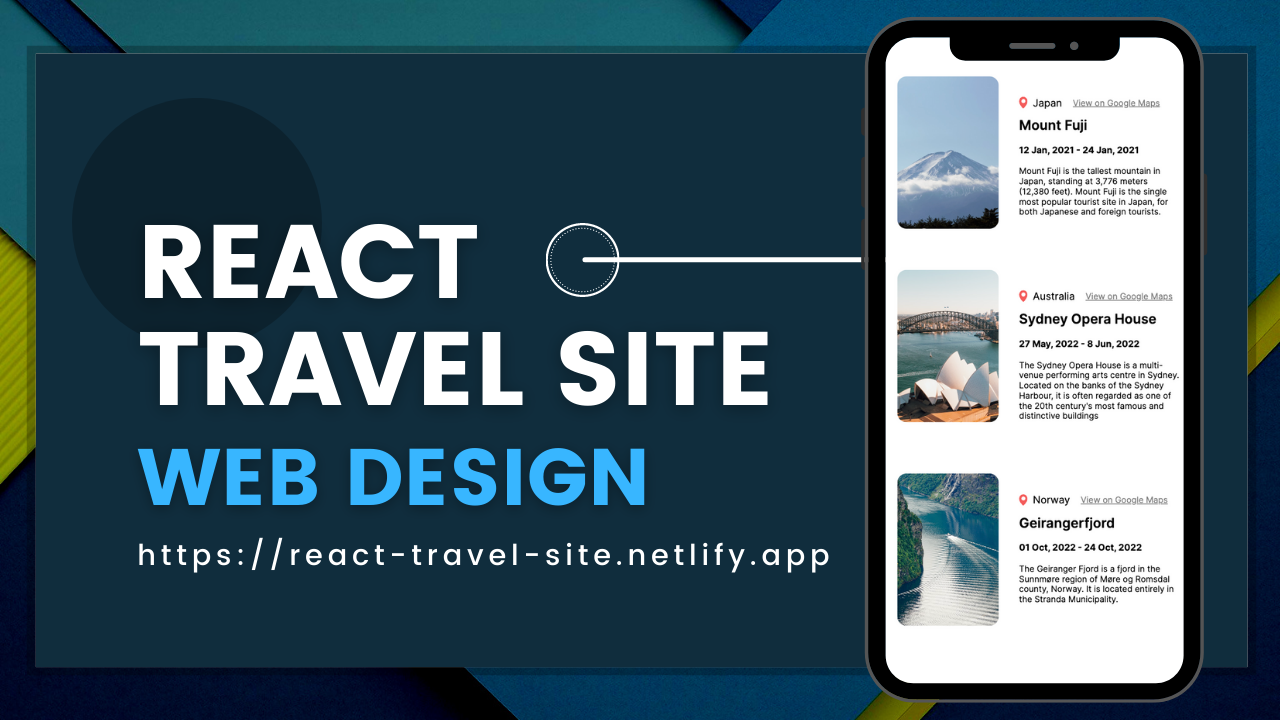 REACT
TRAVEL SITE
WEB DESIGN
https://react-travel-site.netlify.app
Japan View on Google Maps
Mount Fuji
12 Jan, 2021 - 24 Jan, 2021
Mount Fuji is the tallest mountain in
Japan, standing at 3,776 meters
(12,380 feet). Mount Fuji is the single
most popular tourist site in Japan, for
both Japanese and foreign tourists.
Australia View on Google Maps
Sydney Opera House
27 May, 2022 - 8 Jun, 2022
The Sydney Opera House is a multi-
venue performing arts centre in Sydney.
Located on the banks of the Sydney
Harbour, it is often regarded as one of
the 20th century's most famous and
distinctive buildings
Norway View on Google Maps
Geirangerfjord
01 Oct, 2022 - 24 Oct, 2022
The Geiranger Fjord is a fjord in the
Sunnmøre region of Møre og Romsdal
county, Norway. It is located entirely in
the Stranda Municipality.